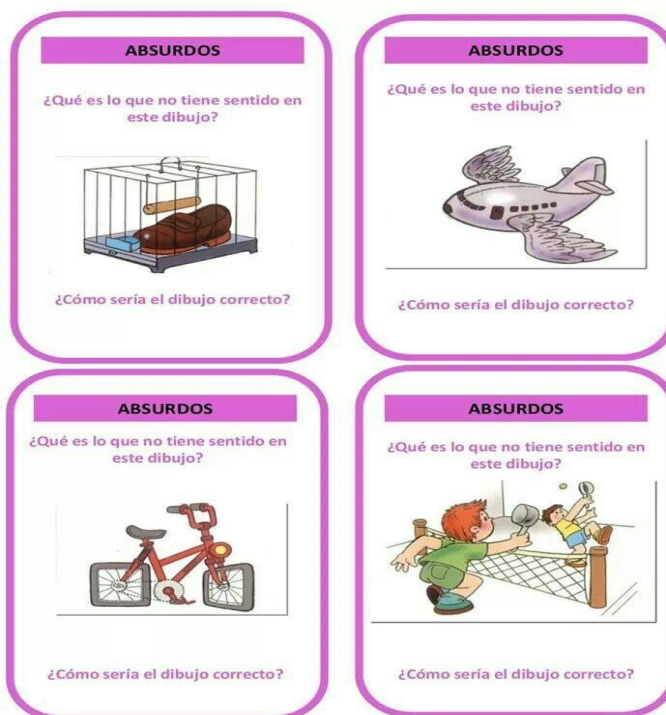 ABSURDOS
¿Qué es lo que no tiene sentido en
este dibujo?
¿Cómo sería el dibujo correcto?
ABSURDOS
¿Qué es lo que no tiene sentido en
este dibujo?
¿Cómo sería el dibujo correcto?
ABSURDOS
¿Qué es lo que no tiene sentido en
este dibujo?
¿Cómo sería el dibujo correcto?
ABSURDOS
¿Qué es lo que no tiene sentido en
este dibujo?
¿Cómo sería el dibujo correcto?